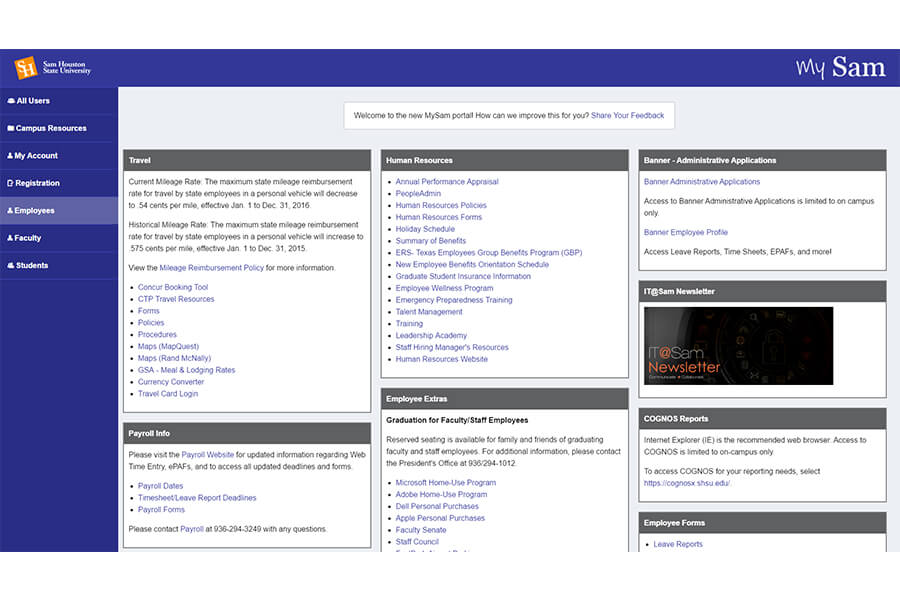 Sam Houston
State University
My Sam
All Users
Campus Resources
My Account
Registration
Employees
Faculty
Students
Welcome to the new MySam portal! How can we improve this for you? Share Your Feedback
Travel
Current Mileage Rate: The maximum state mileage reimbursement
rate for travel by state employees in a personal vehicle will decrease
to .54 cents per mile, effective Jan. 1 to Dec. 31, 2016.
Historical Mileage Rate: The maximum state mileage reimbursement
rate for travel by state employees in a personal vehicle will increase to
.575 cents per mile, effective Jan. 1 to Dec. 31, 2015.
View the Mileage Reimbursement Policy for more information.
Concur Booking Tool
CTP Travel Resources
Forms
Policies
Procedures
Maps (MapQuest)
Maps (Rand McNally)
GSA - Meal & Lodging Rates
Currency Converter
Travel Card Login
Payroll Info
Please visit the Payroll Website for updated information regarding Web
Time Entry, ePAFs, and to access all updated deadlines and forms.
Payroll Dates
Timesheet/Leave Report Deadlines
Payroll Forms
Please contact Payroll at 936-294-3249 with any questions.
Human Resources
Annual Performance Appraisal
PeopleAdmin
Human Resources Policies
Human Resources Forms
Holiday Schedule
Summary of Benefits
ERS- Texas Employees Group Benefits Program (GBP)
New Employee Benefits Orientation Schedule
Graduate Student Insurance Information
Employee Wellness Program
Emergency Preparedness Training
Talent Management
Training
Leadership Academy
Staff Hiring Manager's Resources
Human Resources Website
Employee Extras
Graduation for Faculty/Staff Employees
Reserved seating is available for family and friends of graduating
faculty and staff employees. For additional information, please contact
the President's Office at 936/294-1012.
Microsoft Home-Use Program
Adobe Home-Use Program
Dell Personal Purchases
Apple Personal Purchases
Faculty Senate
Staff Council
Banner - Administrative Applications
Banner Administrative Applications
Access to Banner Administrative Applications is limited to on campus
only.
Banner Employee Profile
Access Leave Reports, Time Sheets, EPAFs, and more!
IT@Sam Newsletter
IT@Sam
Newsletter
COGNOS Reports
Internet Explorer (IE) is the recommended web browser. Access to
COGNOS is limited to on-campus only.
To access COGNOS for your reporting needs, select
https://cognosx.shsu.edu/.
Employee Forms
Leave Reports